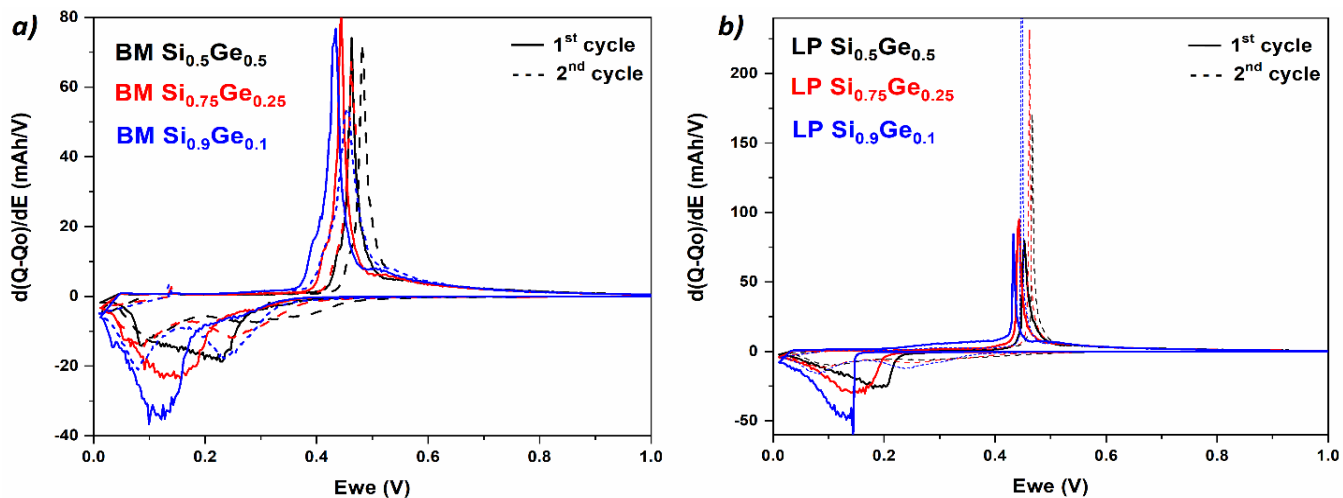 a)
BM Si0.5Ge0.5
BM Si0.75Ge0.25
BM Si0.9Ge0.1
1st cycle
2nd cycle
d(Q-Qo)/dE (mAh/V)
80
60
40
20
0
-20
-40
0.0 0.2 0.4 0.6 0.8 1.0
Ewe (V)
b)
LP Si0.5Ge0.5
LP Si0.75Ge0.25
LP Si0.9Ge0.1
1st cycle
2nd cycle
d(Q-Qo)/dE (mAh/V)
200
150
100
50
0
-50
0.0 0.2 0.4 0.6 0.8 1.0
Ewe (V)